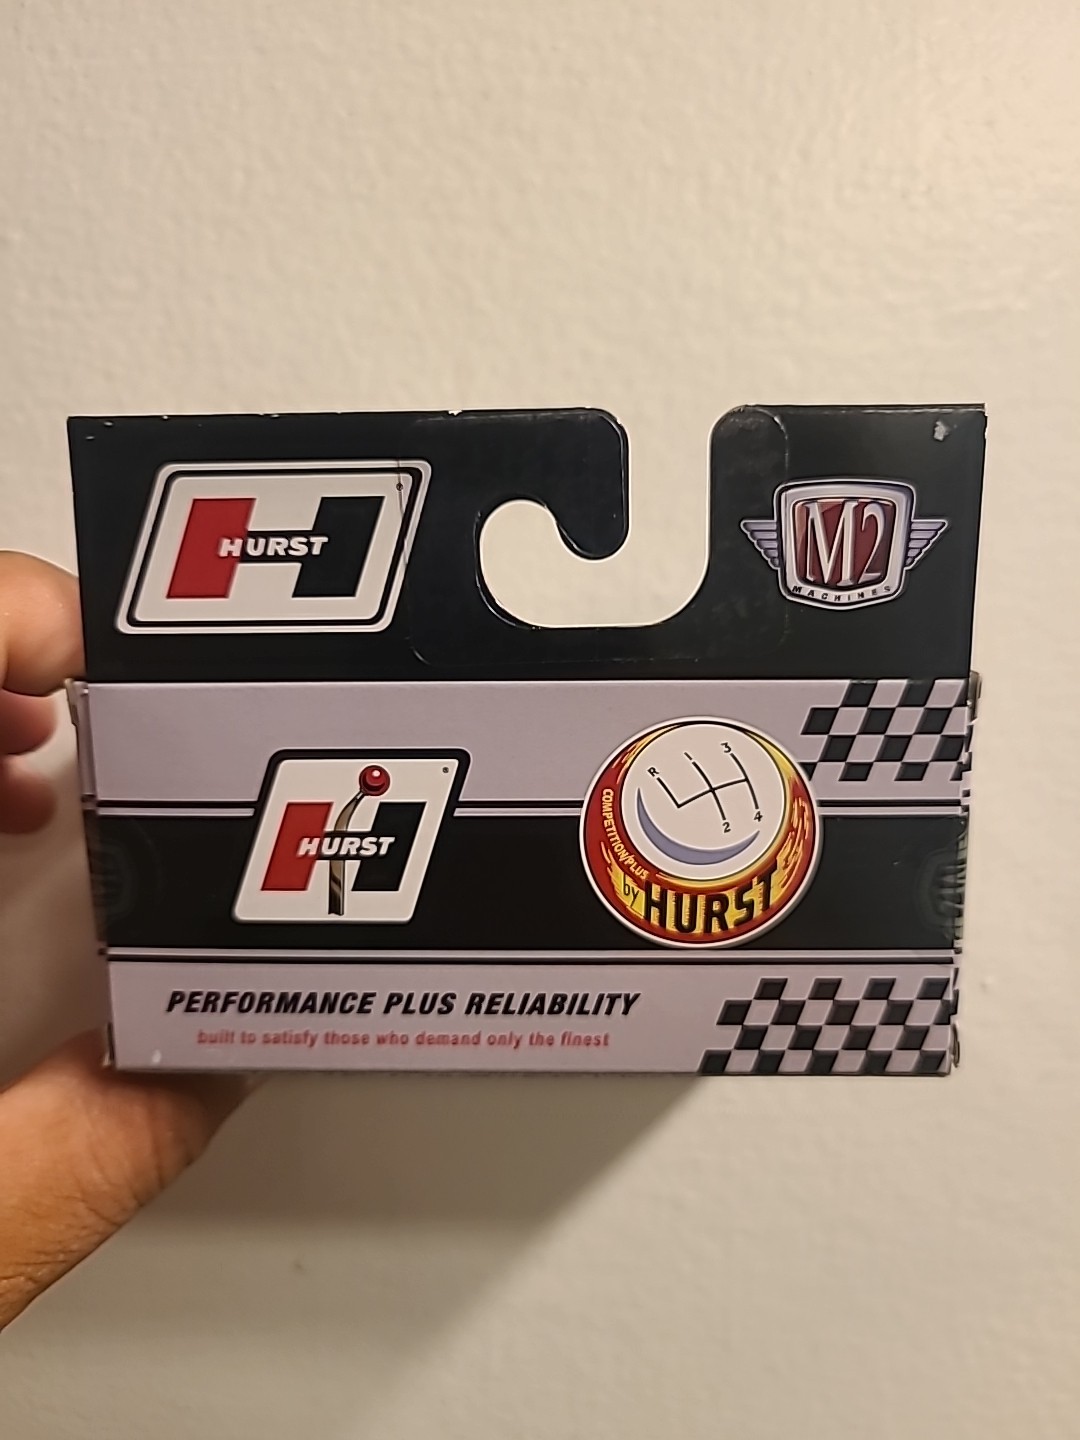 HURST
®
M2
MACHINES
HURST
®
R 1 3
2 4
COMPETITION/PLUS
by HURST
PERFORMANCE PLUS RELIABILITY
built to satisfy those who demand only the finest